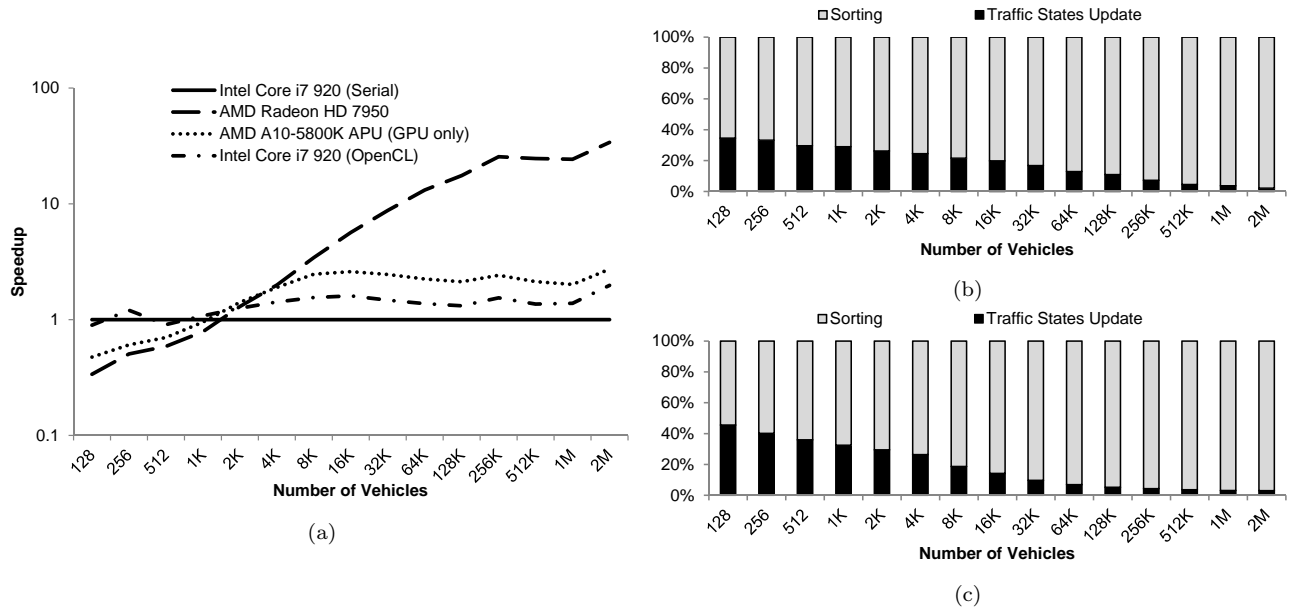 100
10
1
0.1
Speedup
Intel Core i7 920 (Serial)
AMD Radeon HD 7950
AMD A10-5800K APU (GPU only)
Intel Core i7 920 (OpenCL)
128 256 512 1K 2K 4K 8K 16K 32K 64K 128K 256K 512K 1M 2M
Number of Vehicles
(a)
Sorting Traffic States Update
100%
80%
60%
40%
20%
0%
128 256 512 1K 2K 4K 8K 16K 32K 64K 128K 256K 512K 1M 2M
Number of Vehicles
(b)
Sorting Traffic States Update
100%
80%
60%
40%
20%
0%
128 256 512 1K 2K 4K 8K 16K 32K 64K 128K 256K 512K 1M 2M
Number of Vehicles
(c)